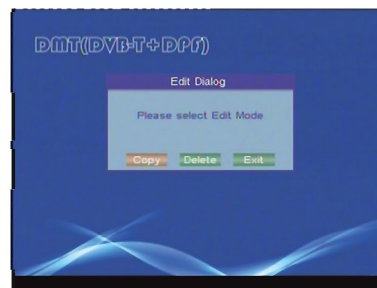 DMT(DVB-T+DPF)
Edit Dialog
Please select Edit Mode
Copy Delete Exit